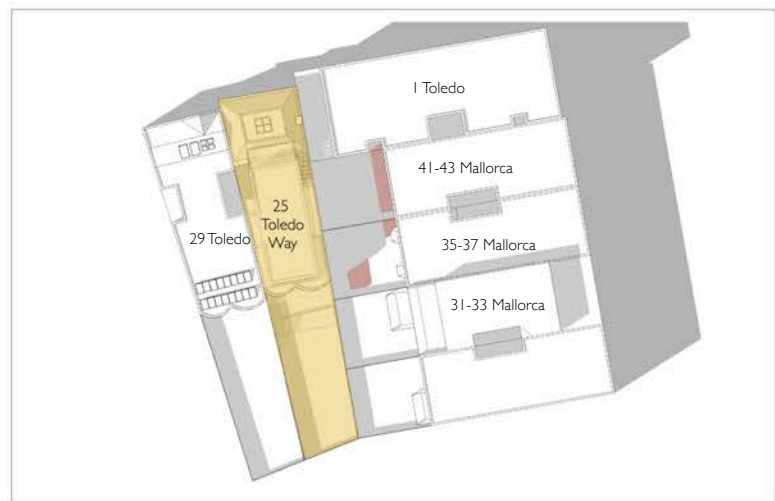 1 Toledo
41-43 Mallorca
25
Toledo
Way
29 Toledo
35-37 Mallorca
31-33 Mallorca